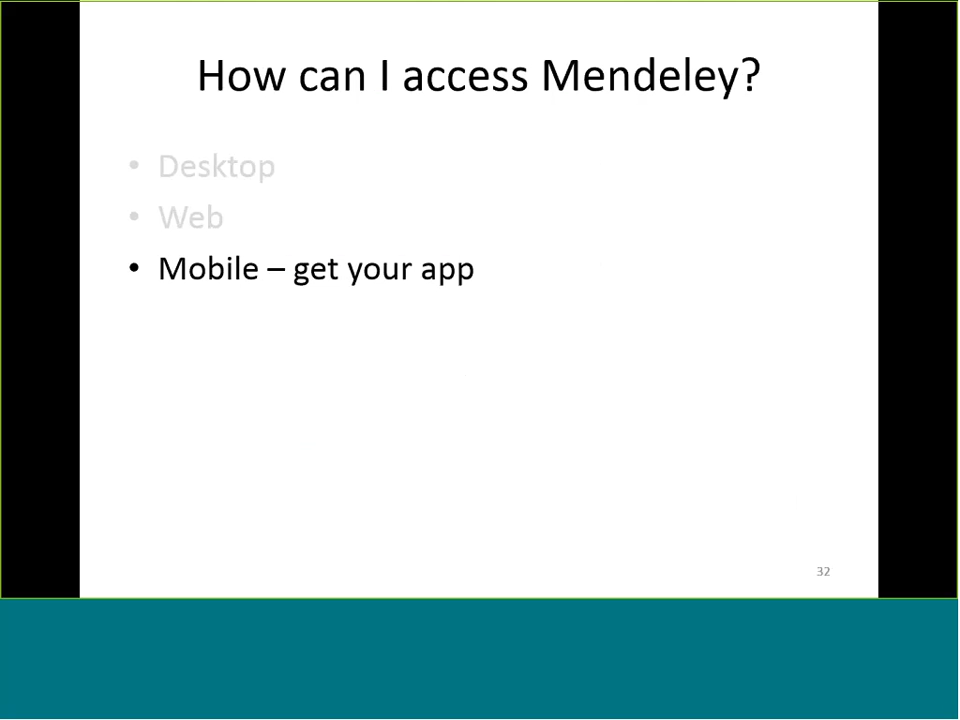 How can I access Mendeley?
• Desktop
• Web
• Mobile – get your app
32